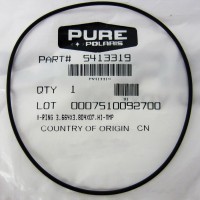 PURE
POLARIS
PART# 5413319
QTY 1
LOT 0007510092700
COUNTRY OF ORIGIN CN